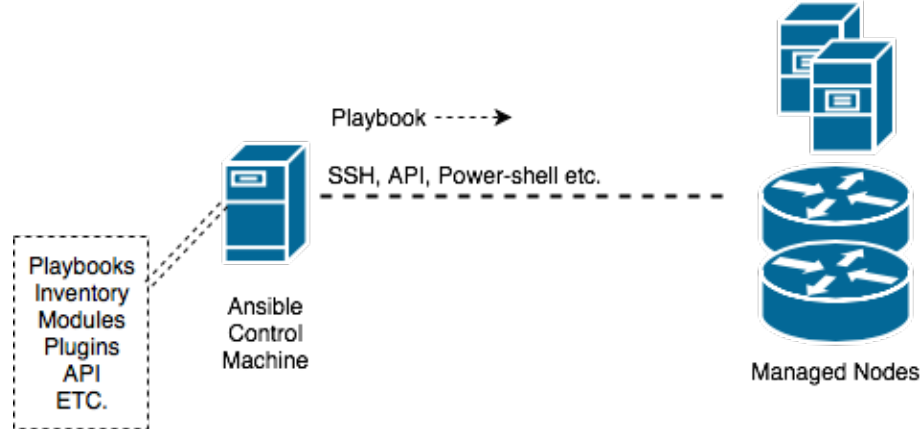 Playbook
SSH, API, Power-shell etc.
Playbooks
Inventory
Modules
Plugins
API
ETC.
Ansible
Control
Machine
Managed Nodes